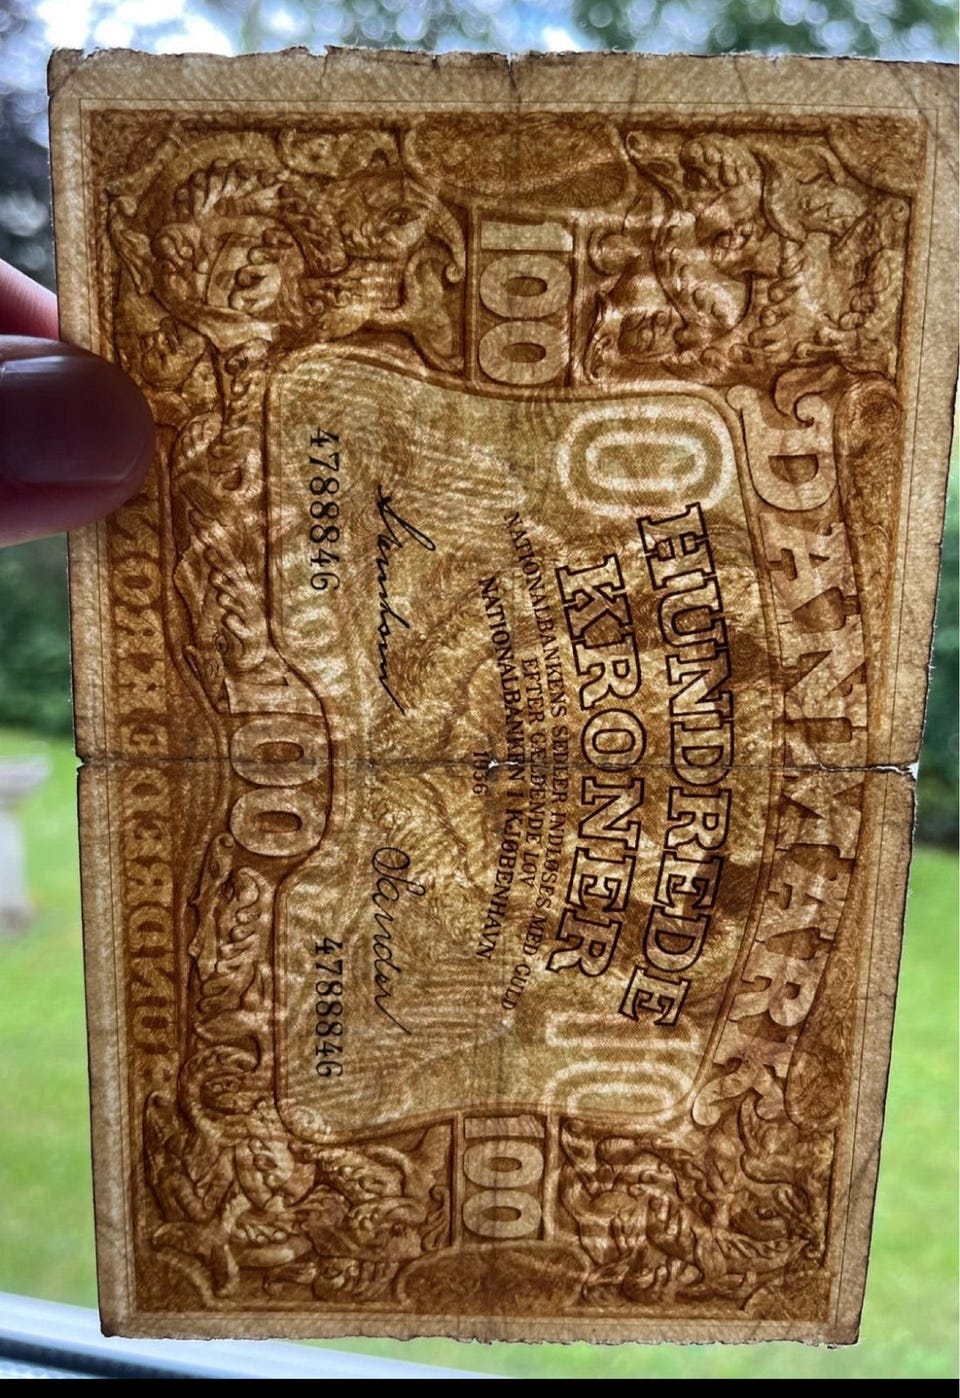 100
100
DANMARK
HUNDREDE
KRONER
NATIONALBANKENS SEDLER INDLØSES MED GULD
EFTER GÆLDENDE LOV
NATIONALBANKEN I KJØBENHAVN
1936
4788846
4788846
100